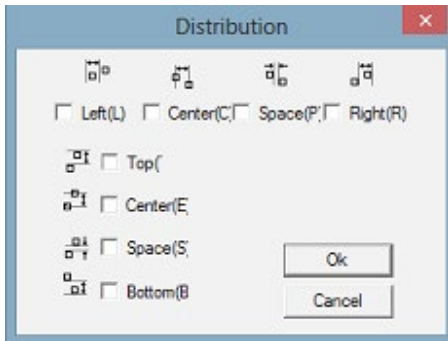 Distribution
Left(L) Center(C) Space(P) Right(R)
Top(
Center(E
Space(S
Bottom(B
Ok
Cancel